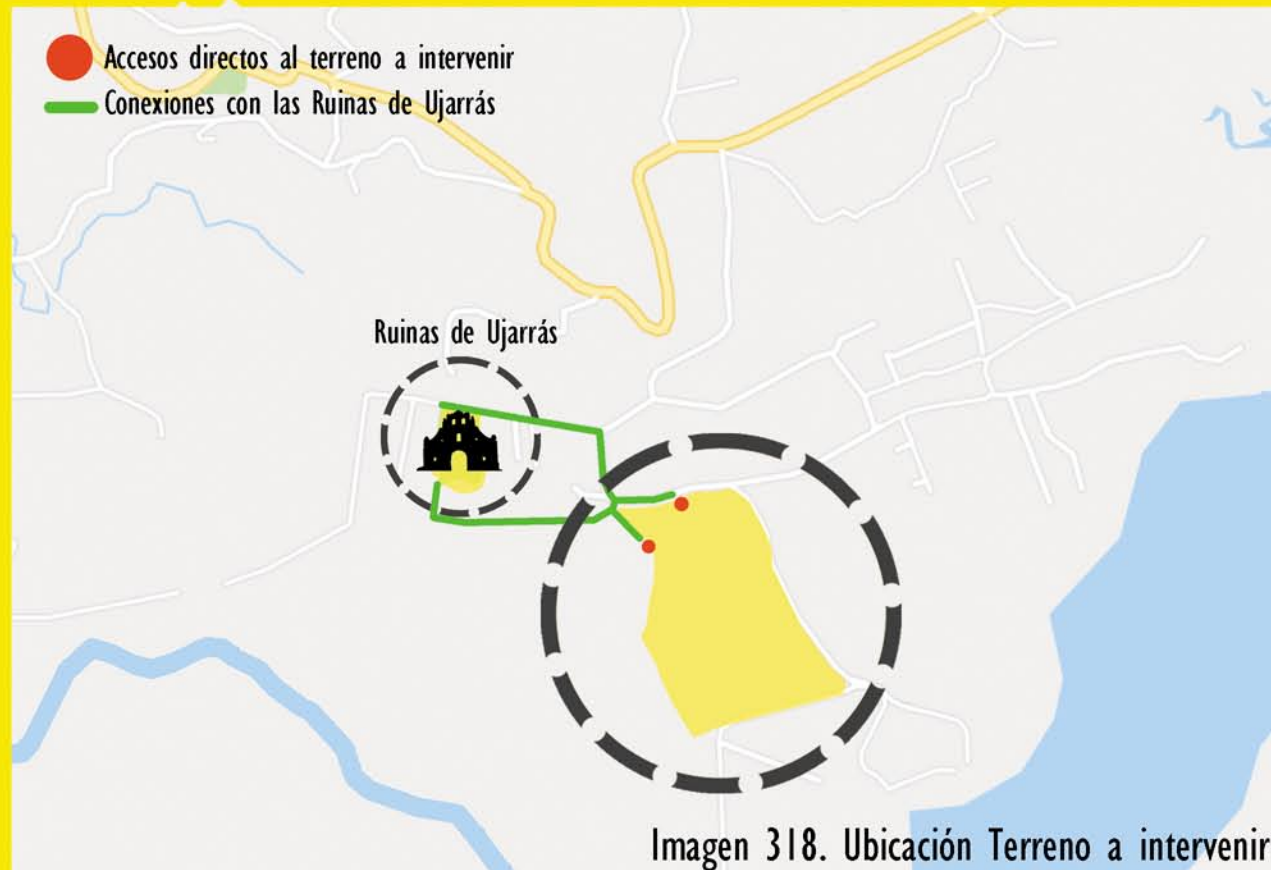 Accesos directos al terreno a intervenir
Conexiones con las Ruinas de Ujarrás
Ruinas de Ujarrás
Imagen 318. Ubicación Terreno a intervenir